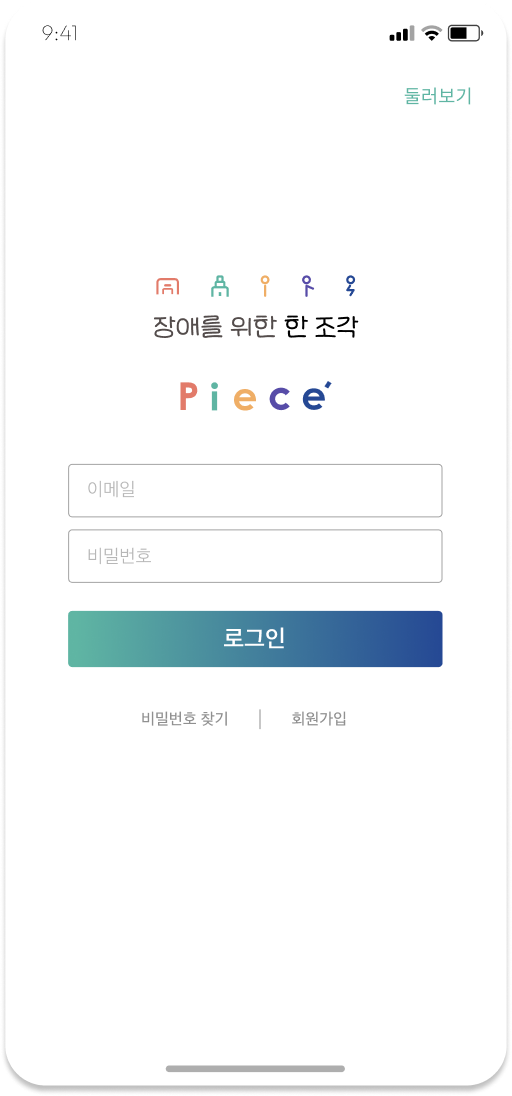 9:41
둘러보기
장애를 위한 한 조각
Piece
이메일
비밀번호
로그인
비밀번호 찾기 | 회원가입